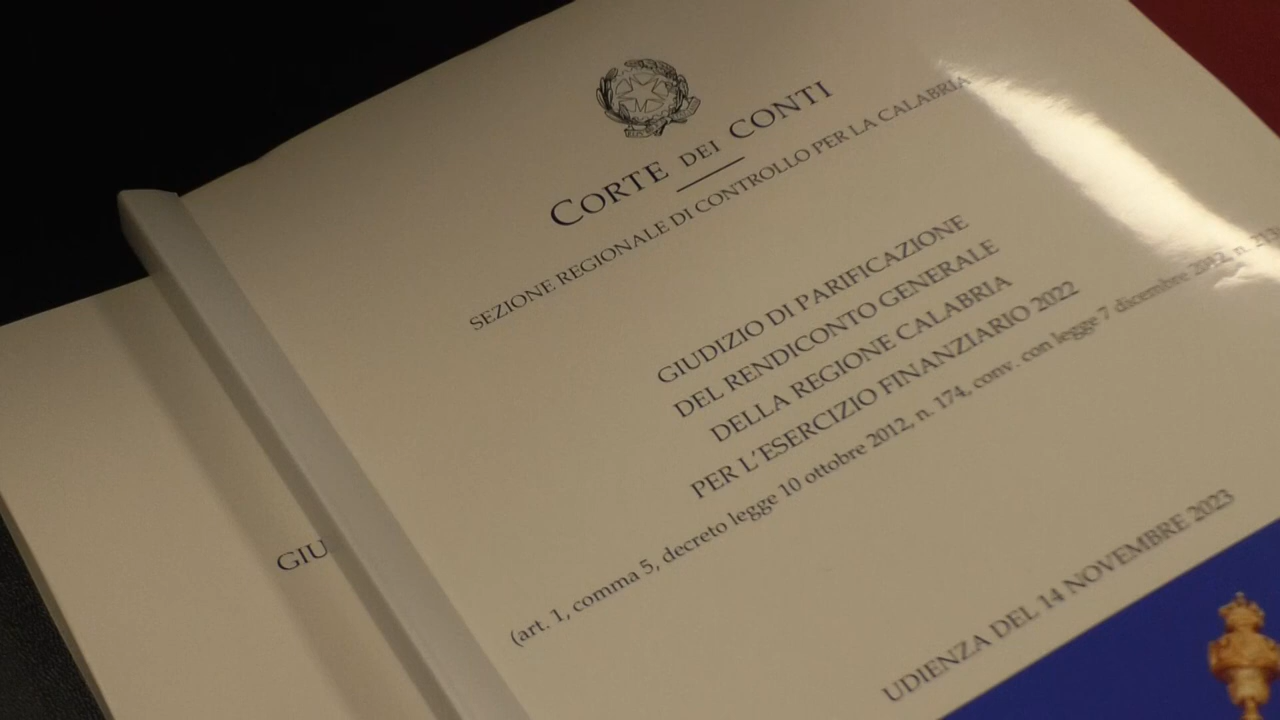 CORTE DEI CONTI
SEZIONE REGIONALE DI CONTROLLO PER LA CALABRIA
GIUDIZIO DI PARIFICAZIONE
DEL RENDICONTO GENERALE
DELLA REGIONE CALABRIA
PER L'ESERCIZIO FINANZIARIO 2022
(art. 1, comma 5, decreto legge 10 ottobre 2012, n. 174, conv. con legge 7 dicembre 2012, n. 213
UDIENZA DEL 14 NOVEMBRE 2023
GIU